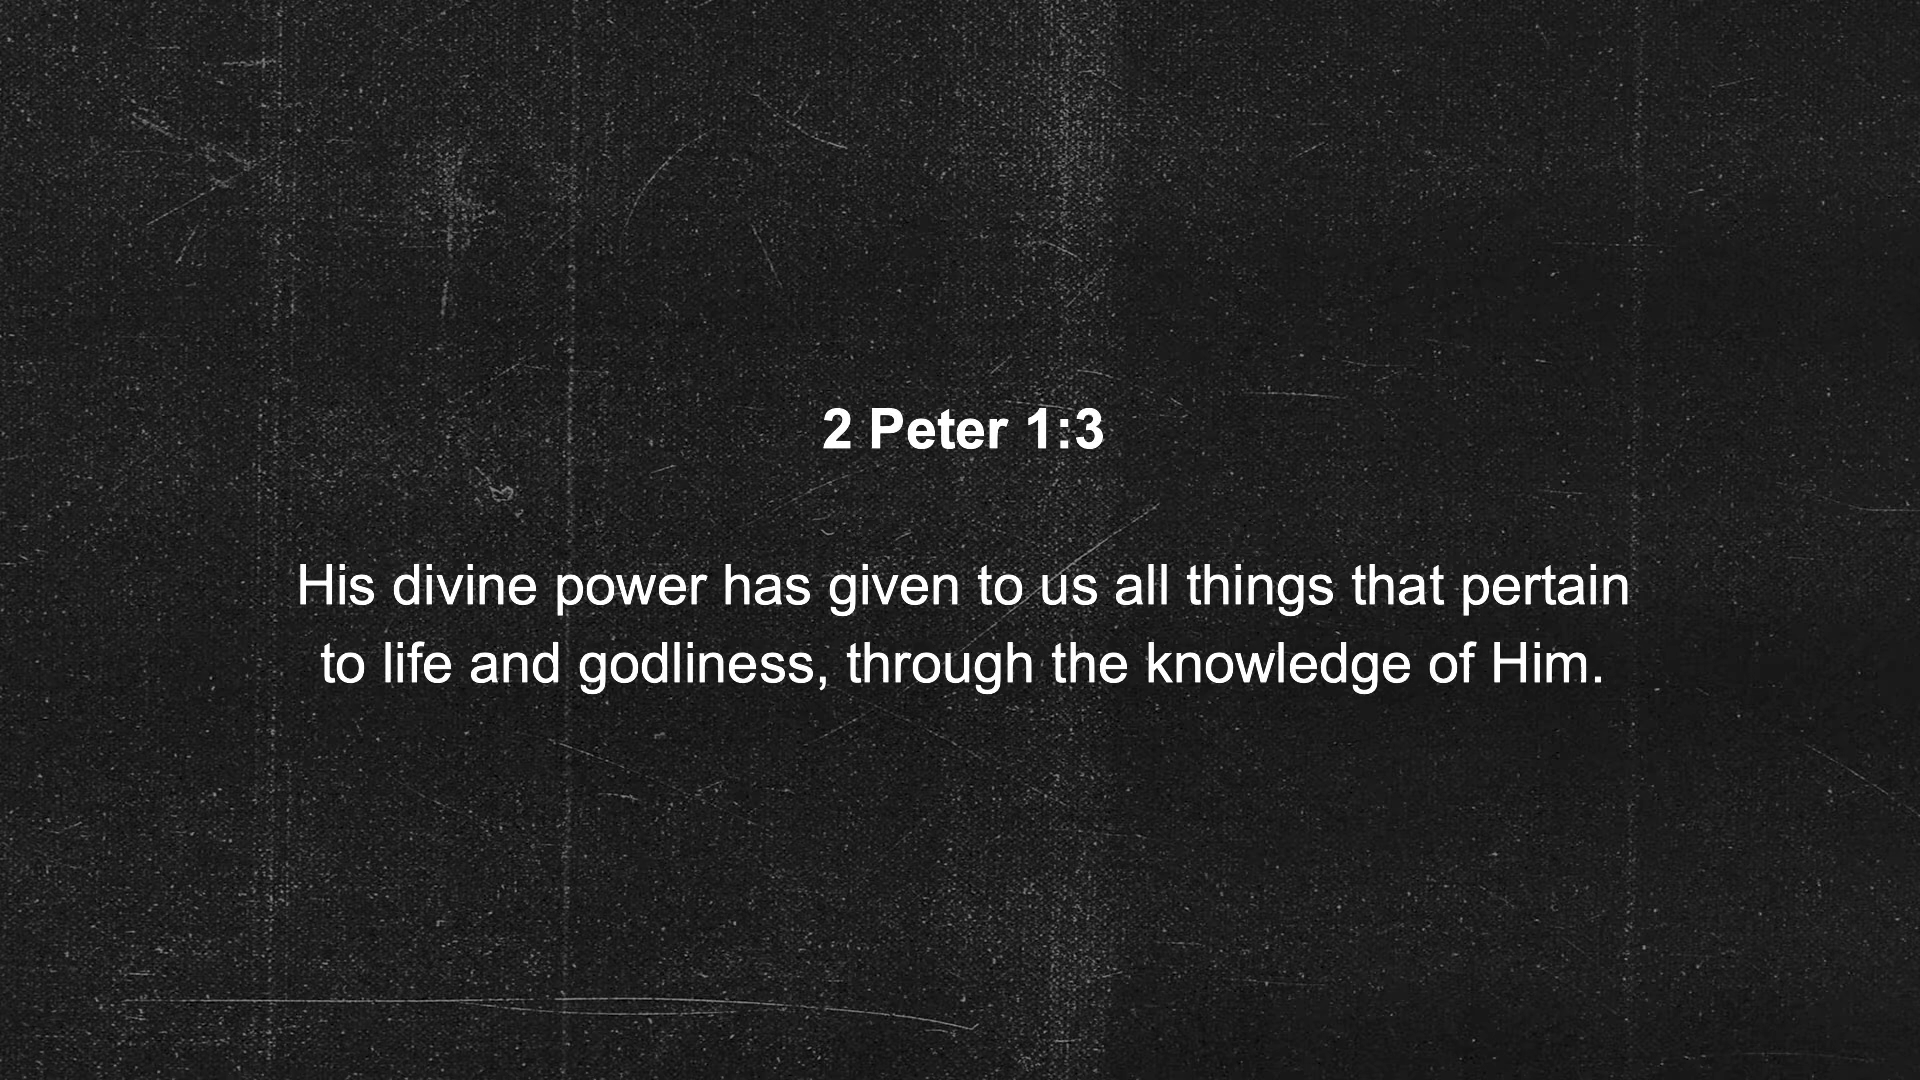 2 Peter 1:3
His divine power has given to us all things that pertain
to life and godliness, through the knowledge of Him.